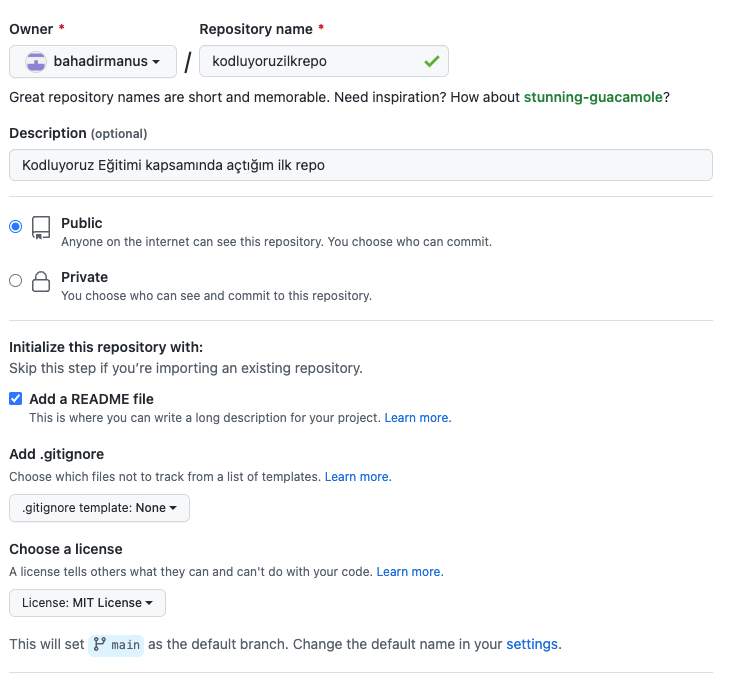 Owner * Repository name *
bahadirmanus / kodluyoruzilkrepo
Great repository names are short and memorable. Need inspiration? How about stunning-guacamole?
Description (optional)
Kodluyoruz Eğitimi kapsamında açtığım ilk repo
Public
Anyone on the internet can see this repository. You choose who can commit.
Private
You choose who can see and commit to this repository.
Initialize this repository with:
Skip this step if you’re importing an existing repository.
Add a README file
This is where you can write a long description for your project. Learn more.
Add .gitignore
Choose which files not to track from a list of templates. Learn more.
.gitignore template: None
Choose a license
A license tells others what they can and can't do with your code. Learn more.
License: MIT License
This will set main as the default branch. Change the default name in your settings.